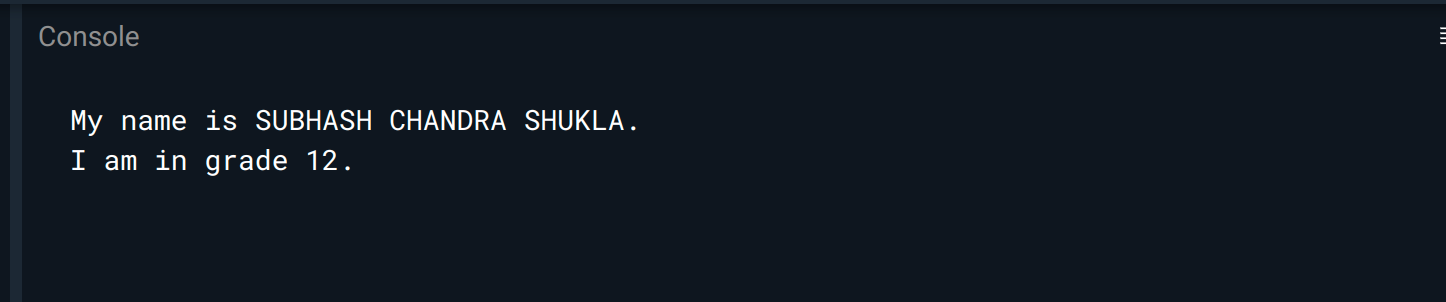 Console
My name is SUBHASH CHANDRA SHUKLA.
I am in grade 12.